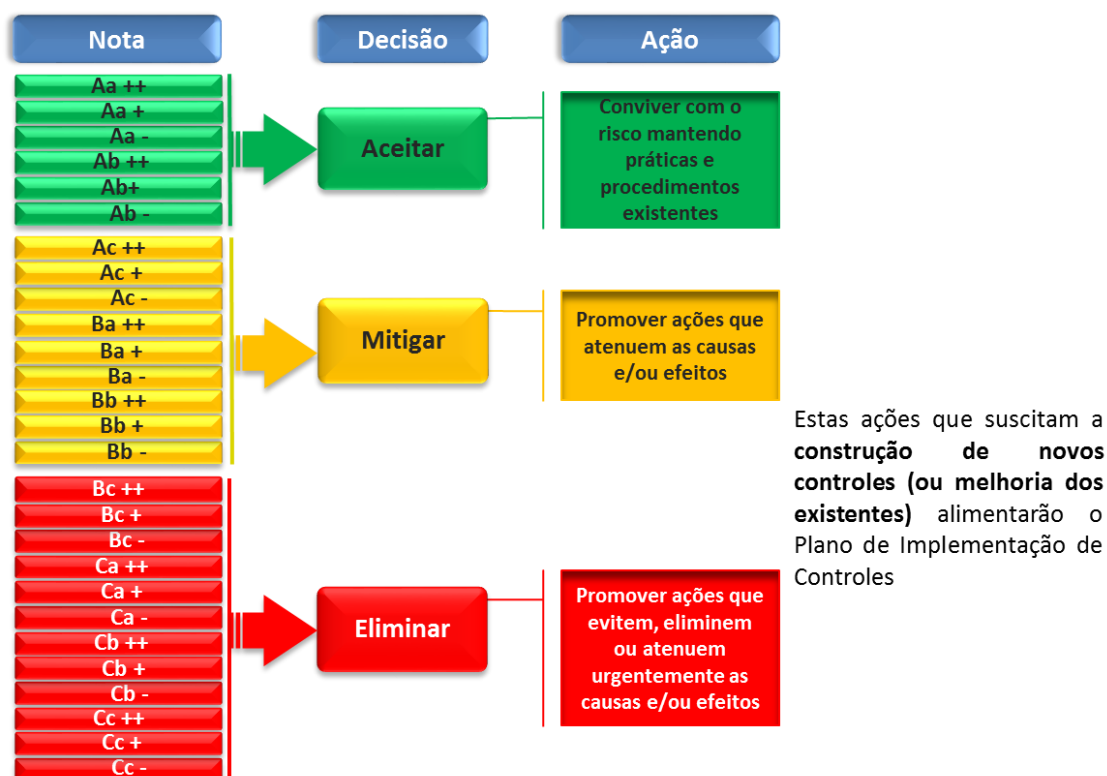 Nota
Decisão
Ação
Aa ++
Aa +
Aa -
Ab ++
Ab+
Ab -
Aceitar
Conviver com o
risco mantendo
práticas e
procedimentos
existentes
Ac ++
Ac +
Ac -
Ba ++
Ba +
Ba -
Bb ++
Bb +
Bb -
Mitigar
Promover ações que
atenuem as causas
e/ou efeitos
Bc ++
Bc +
Bc -
Ca ++
Ca +
Ca -
Cb ++
Cb +
Cb -
Cc ++
Cc +
Cc -
Eliminar
Promover ações que
evitem, eliminem
ou atenuem
urgentemente as
causas e/ou efeitos
Estas ações que suscitam a
construção de novos
controles (ou melhoria dos
existentes) alimentarão o
Plano de Implementação de
Controles